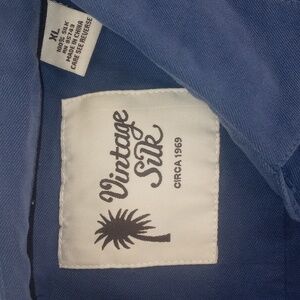 XL
100% SILK
MADE IN CHINA
CARE SEE REVERSE
Vintage
Silk
CIRCA 1969